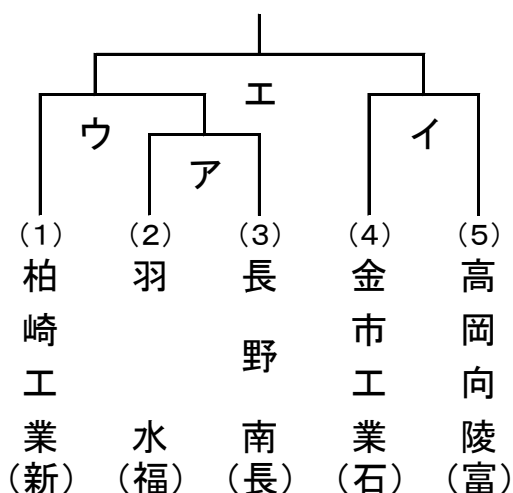 エ
ウ
イ
ア
(1)
柏崎工業
(新)
(2)
羽水
(福)
(3)
長野南
(長)
(4)
金市工業
(石)
(5)
高岡向陵
(富)